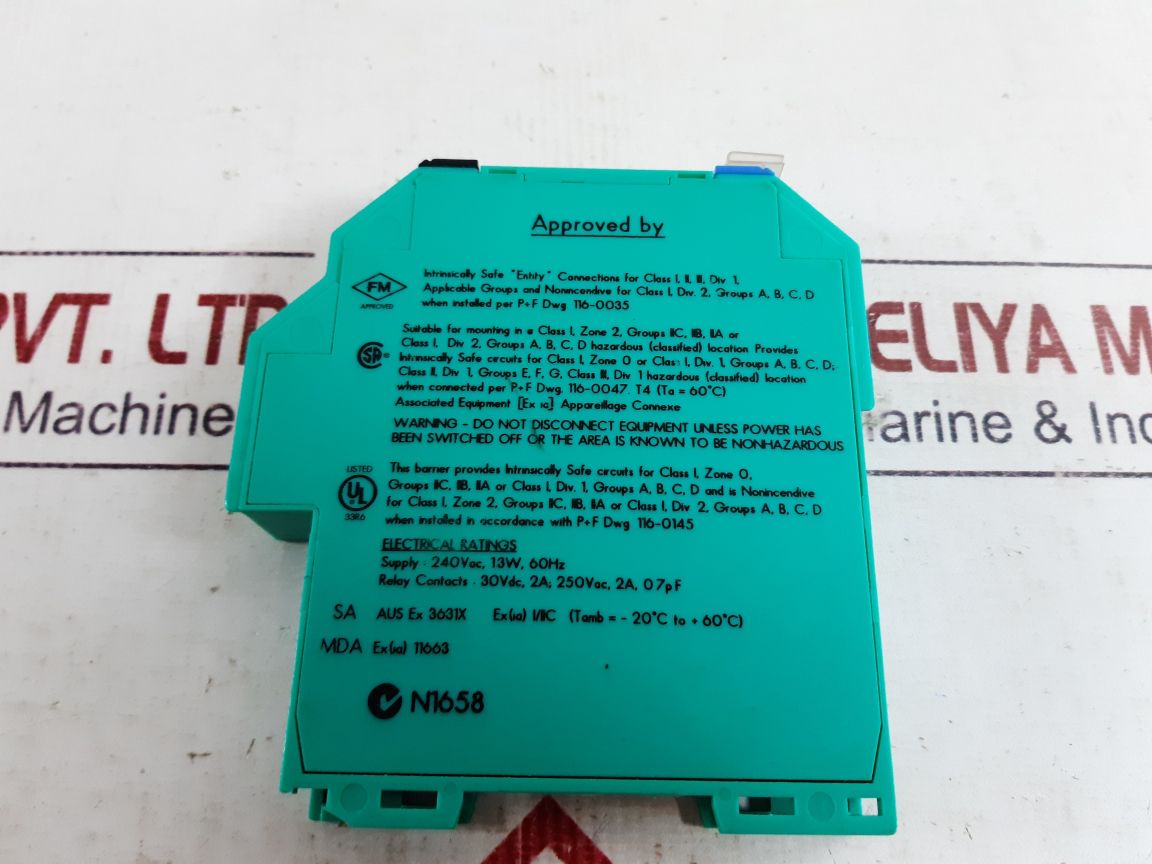 Approved by
FM
APPROVED
Intrinsically Safe "Entity" Connections for Class I, II, III, Div 1,
Applicable Groups and Nonincendive for Class I, Div. 2, Groups A, B, C, D
when installed per P+F Dwg 116-0035
Suitable for mounting in a Class I, Zone 2, Groups IIC, IIB, IIA or
Class I, Div 2, Groups A, B, C, D hazardous (classified) location Provides
Intrinsically Safe circuits for Class I, Zone 0 or Class I, Div. 1, Groups A, B, C, D;
Class II, Div 1, Groups E, F, G, Class III, Div 1 hazardous (classified) location
when connected per P+F Dwg. 116-0047. T4 (Ta = 60°C)
Associated Equipment [Ex ia] Appareillage Connexe
WARNING - DO NOT DISCONNECT EQUIPMENT UNLESS POWER HAS
BEEN SWITCHED OFF OR THE AREA IS KNOWN TO BE NONHAZARDOUS
LISTED
UL
33R6
This barrier provides Intrinsically Safe circuits for Class I, Zone 0,
Groups IIC, IIB, IIA or Class I, Div. 1, Groups A, B, C, D and is Nonincendive
for Class I, Zone 2, Groups IIC, IIB, IIA or Class I, Div 2, Groups A, B, C, D
when installed in accordance with P+F Dwg 116-0145
ELECTRICAL RATINGS
Supply : 240Vac, 13W, 60Hz
Relay Contacts : 30Vdc, 2A; 250Vac, 2A, 0.7pF
SA AUS Ex 3631X Ex(ia) I/IIC (Tamb = - 20°C to + 60°C)
MDA Ex(ia) 11663
N1658
PVT. LT
ELIYA M
Machine
arine & Ind